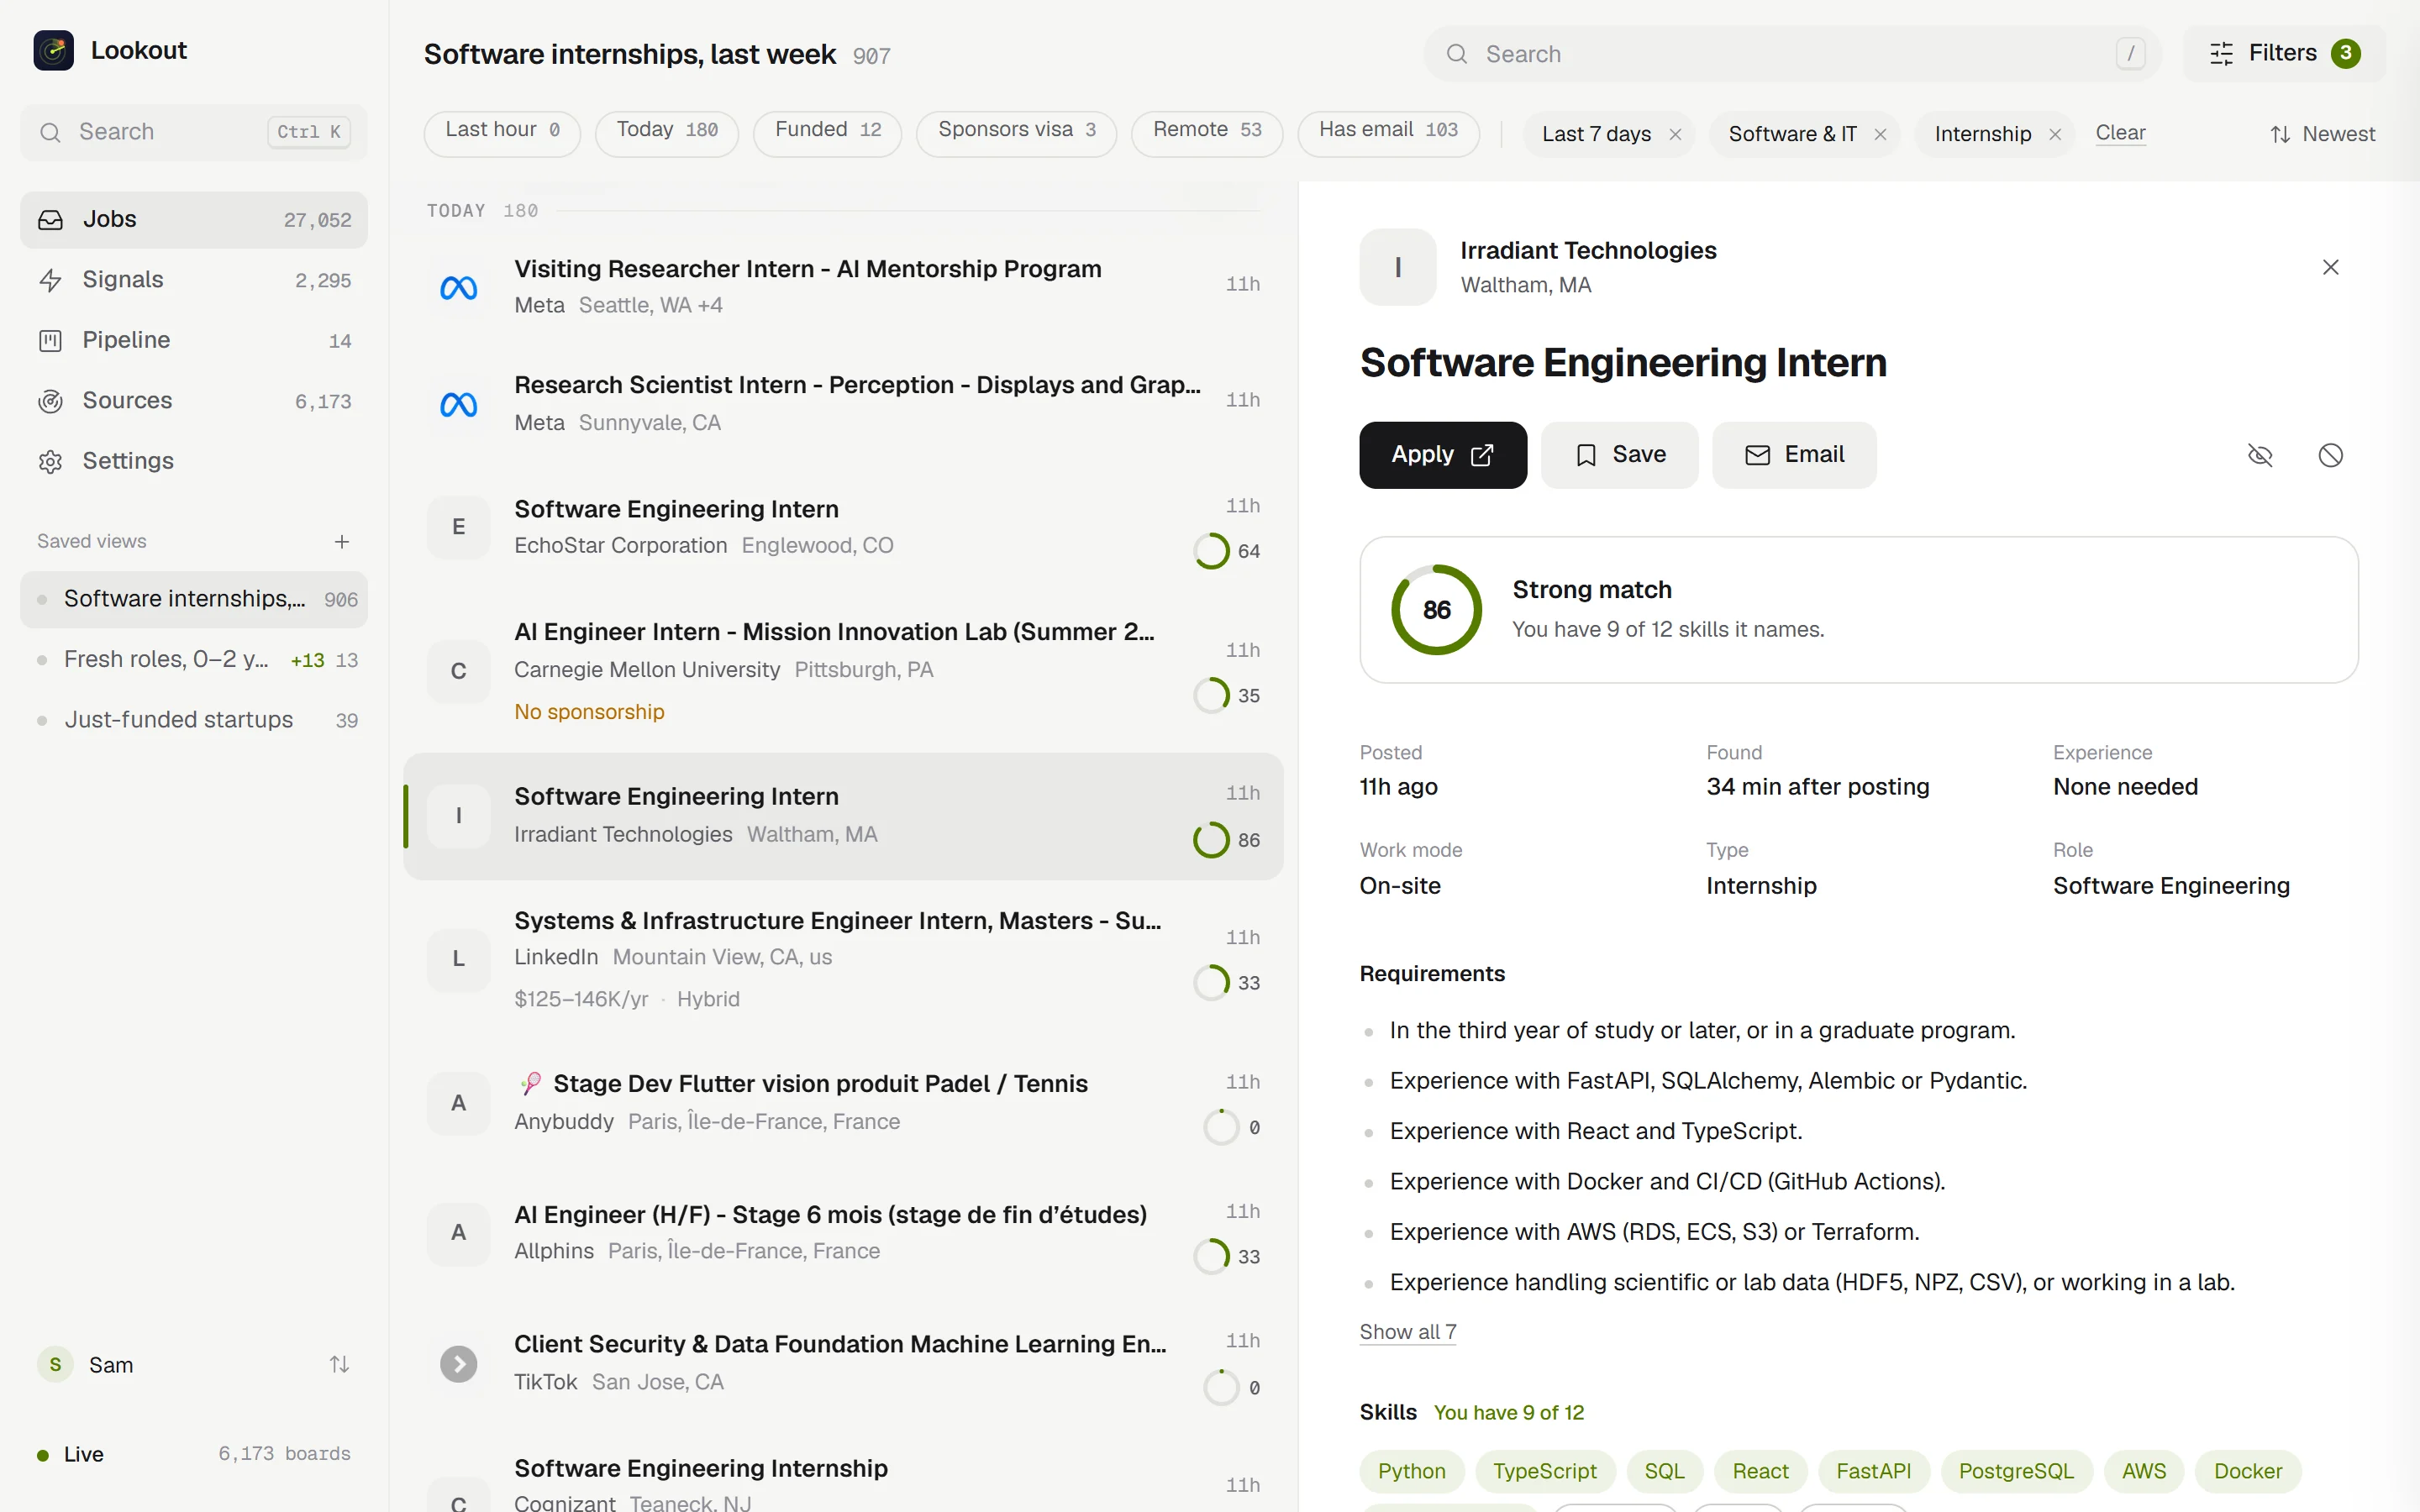 Lookout
Search Ctrl K
Jobs 27,052
Signals 2,295
Pipeline 14
Sources 6,173
Settings
Saved views
Software internships,... 906
Fresh roles, 0–2 y... +13 13
Just-funded startups 39
S Sam
Live 6,173 boards
Software internships, last week 907
Search /
Filters 3
Last hour 0 Today 180 Funded 12 Sponsors visa 3 Remote 53 Has email 103
Last 7 days Software & IT Internship Clear
Newest
TODAY 180
Visiting Researcher Intern - AI Mentorship Program
Meta Seattle, WA +4
11h
Research Scientist Intern - Perception - Displays and Grap...
Meta Sunnyvale, CA
11h
E
Software Engineering Intern
EchoStar Corporation Englewood, CO
11h
64
C
AI Engineer Intern - Mission Innovation Lab (Summer 2...
Carnegie Mellon University Pittsburgh, PA
No sponsorship
11h
35
I
Software Engineering Intern
Irradiant Technologies Waltham, MA
11h
86
L
Systems & Infrastructure Engineer Intern, Masters - Su...
LinkedIn Mountain View, CA, us
$125–146K/yr · Hybrid
11h
33
A
Stage Dev Flutter vision produit Padel / Tennis
Anybuddy Paris, Île-de-France, France
11h
0
A
AI Engineer (H/F) - Stage 6 mois (stage de fin d’études)
Allphins Paris, Île-de-France, France
11h
33
Client Security & Data Foundation Machine Learning En...
TikTok San Jose, CA
11h
0
C
Software Engineering Internship
Cognizant Teaneck, NJ
11h
I
Irradiant Technologies
Waltham, MA
Software Engineering Intern
Apply Save Email
86
Strong match
You have 9 of 12 skills it names.
Posted Found Experience
11h ago 34 min after posting None needed
Work mode Type Role
On-site Internship Software Engineering
Requirements
In the third year of study or later, or in a graduate program.
Experience with FastAPI, SQLAlchemy, Alembic or Pydantic.
Experience with React and TypeScript.
Experience with Docker and CI/CD (GitHub Actions).
Experience with AWS (RDS, ECS, S3) or Terraform.
Experience handling scientific or lab data (HDF5, NPZ, CSV), or working in a lab.
Show all 7
Skills You have 9 of 12
Python TypeScript SQL React FastAPI PostgreSQL AWS Docker